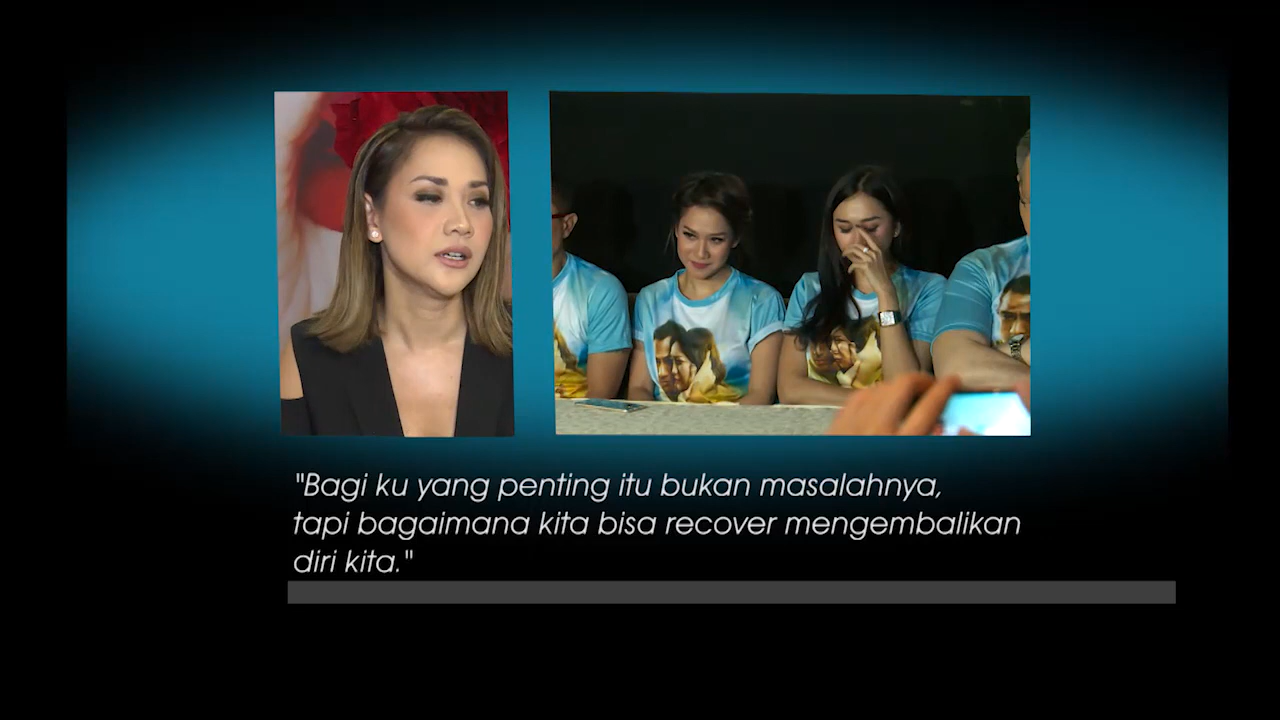 "Bagi ku yang penting itu bukan masalahnya,
tapi bagaimana kita bisa recover mengembalikan
diri kita."